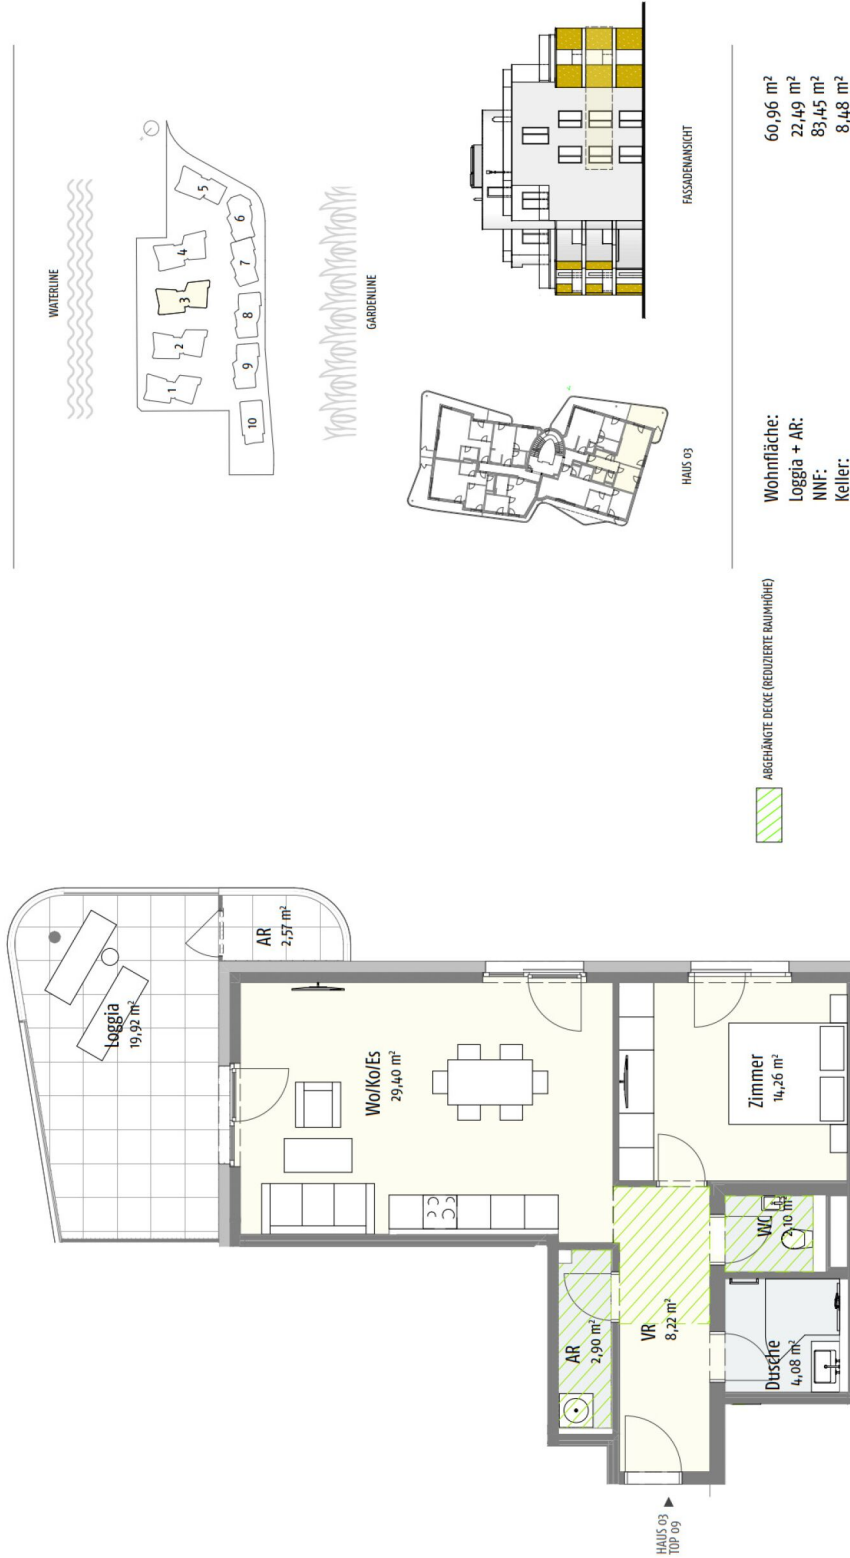 WATERLINE
1
2
3
4
5
6
7
8
9
10
GARDENLINE
HAUS 03
FASSADENANSICHT
Wohnfläche: 60,96 m²
Loggia + AR: 22,49 m²
NNF: 83,45 m²
Keller: 8,48 m²
ABGEHÄNGTE DECKE (REDUZIERTE RAUMHÖHE)
Loggia
19,92 m²
AR
2,57 m²
Wo/Ko/Es
29,40 m²
Zimmer
14,26 m²
AR
2,90 m²
VR
8,22 m²
WC
2,10 m²
Dusche
4,08 m²
HAUS 03
TOP 09